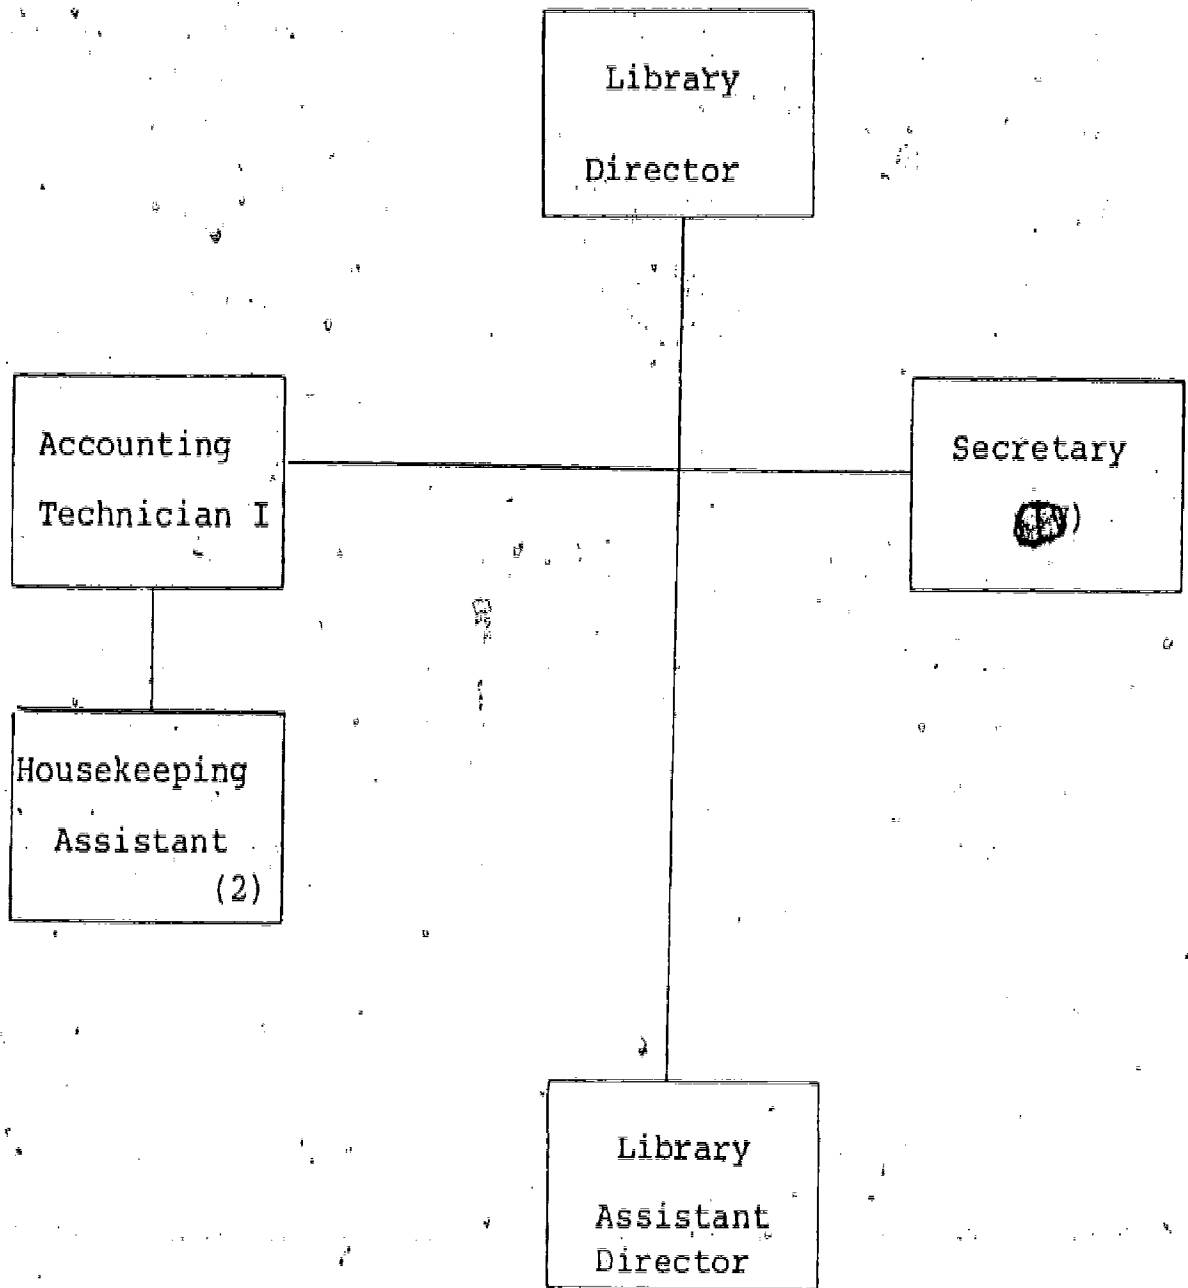 Library
Director
Accounting
Technician I
Secretary
Housekeeping
Assistant
(2)
Library
Assistant
Director